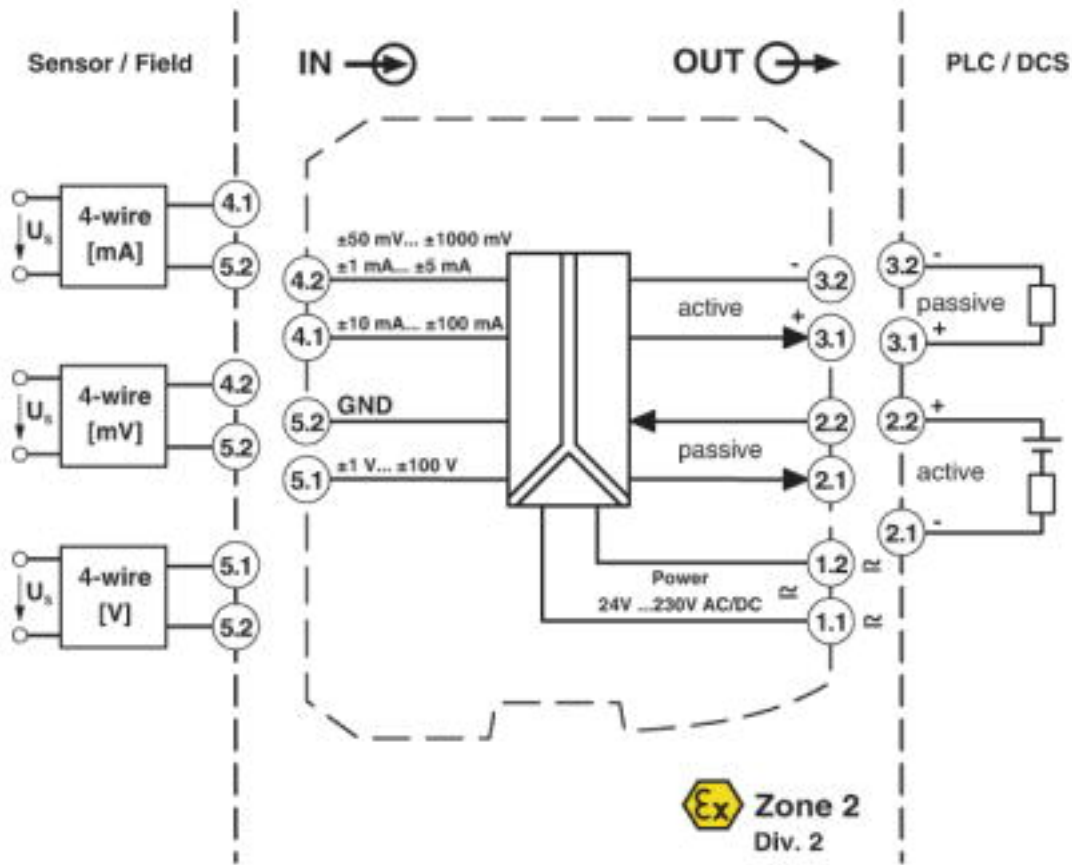 Sensor / Field
IN
OUT
PLC / DCS
4-wire
[mA]
Us
4.1
5.2
4-wire
[mV]
Us
4.2
5.2
4-wire
[V]
Us
5.1
5.2
±50 mV... ±1000 mV
4.2
±1 mA... ±5 mA
4.1
±10 mA... ±100 mA
5.2
GND
5.1
±1 V... ±100 V
-
3.2
active
+
3.1
2.2
passive
2.1
1.2
Power
24V ...230V AC/DC
1.1
3.2
-
passive
3.1
+
2.2
+
active
2.1
-
Ex
Zone 2
Div. 2